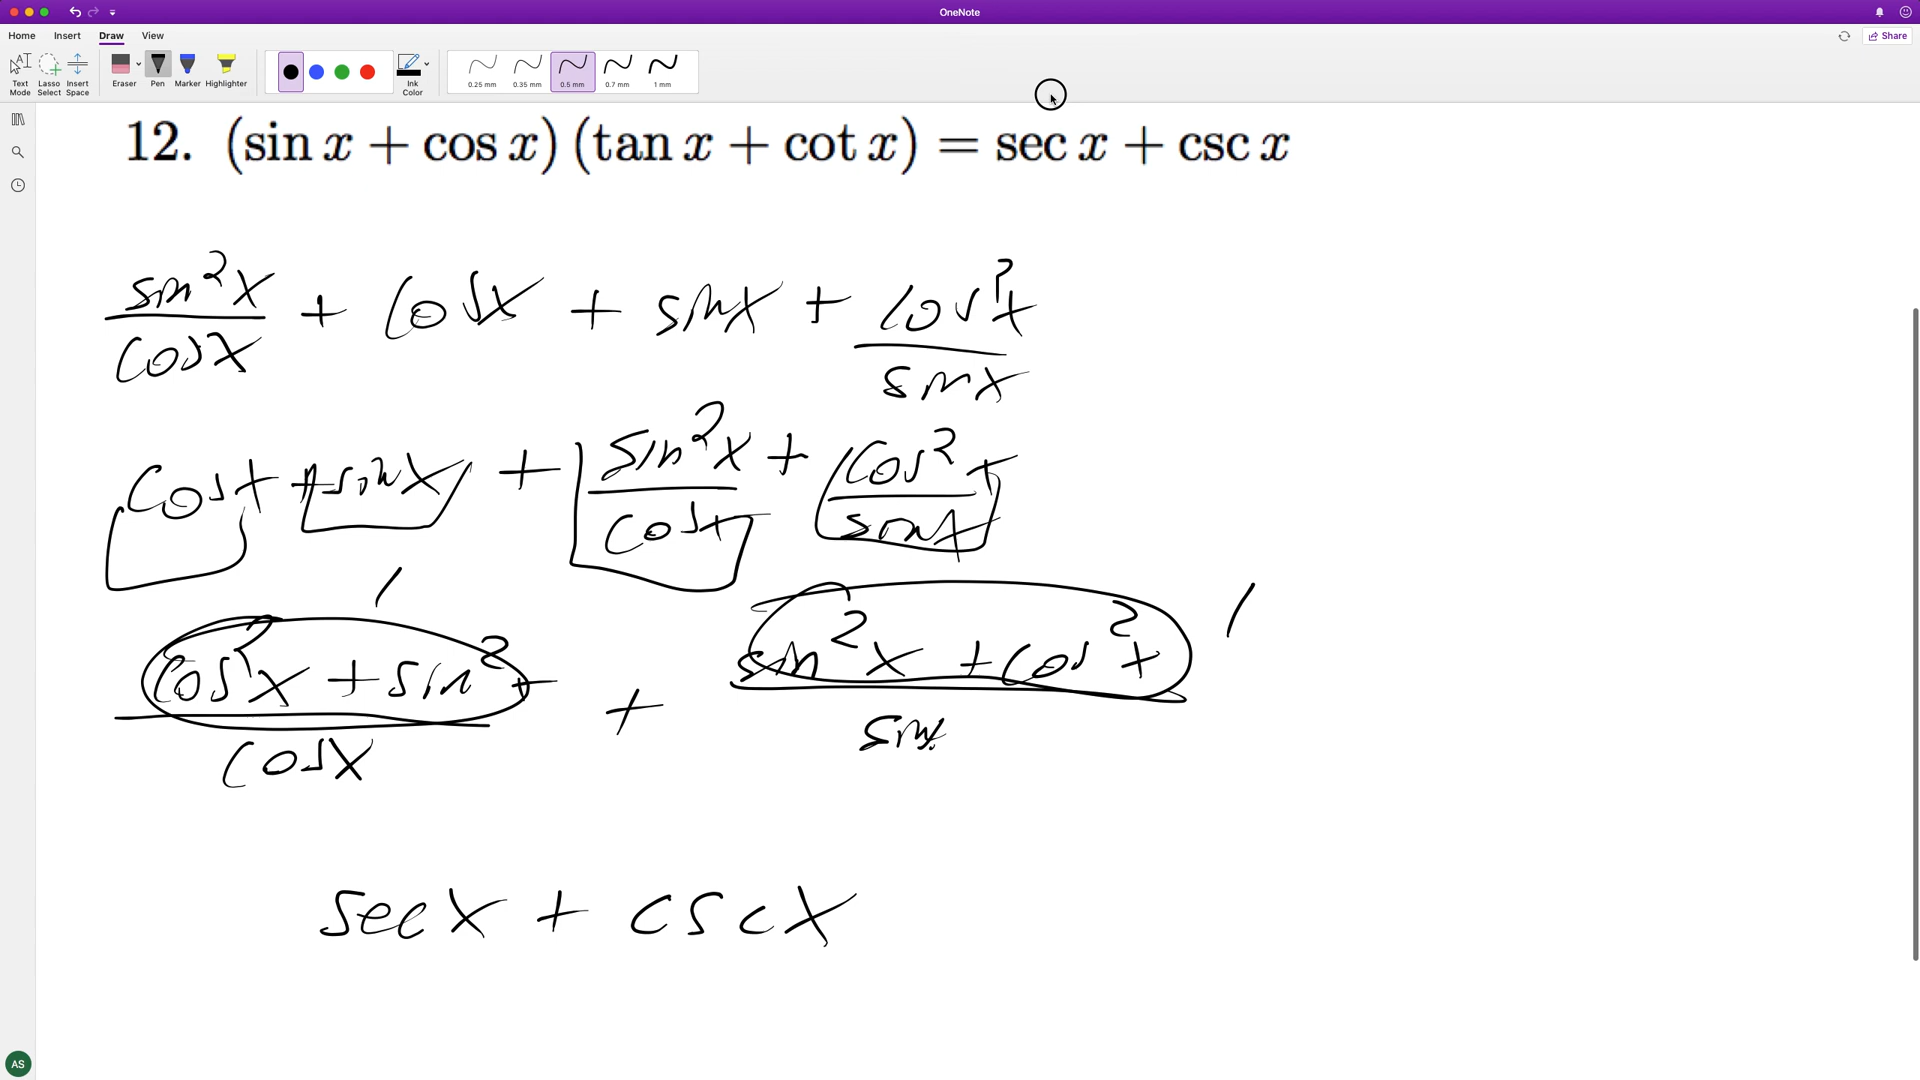 OneNote
Home Insert Draw View
Share
Text Mode Lasso Select Insert Space Eraser Pen Marker Highlighter Ink Color 0.25 mm 0.35 mm 0.5 mm 0.7 mm 1 mm
12. (sin x + cos x) (tan x + cot x) = sec x + csc x
sin²x/cosx + cosx + sinx + cos²x/sinx
cosx + sinx + sin²x/cosx + cos²x/sinx
1 1
cos²x + sin²x/cosx + sin²x + cos²x/sinx
secx + cscx
AS